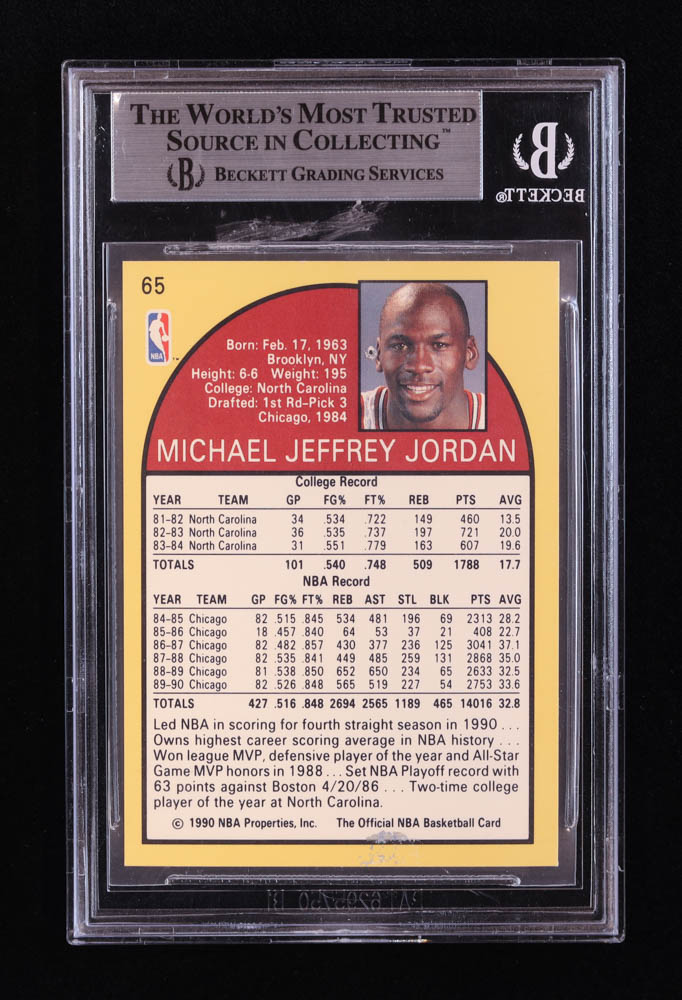 THE WORLD'S MOST TRUSTED
SOURCE IN COLLECTING™
B BECKETT GRADING SERVICES
B
BECKETT®
65
NBA ™
Born: Feb. 17, 1963
Brooklyn, NY
Height: 6-6 Weight: 195
College: North Carolina
Drafted: 1st Rd-Pick 3
Chicago, 1984
MICHAEL JEFFREY JORDAN
College Record
YEAR TEAM GP FG% FT% REB PTS AVG
81-82 North Carolina 34 .534 .722 149 460 13.5
82-83 North Carolina 36 .535 .737 197 721 20.0
83-84 North Carolina 31 .551 .779 163 607 19.6
TOTALS 101 .540 .748 509 1788 17.7
NBA Record
YEAR TEAM GP FG% FT% REB AST STL BLK PTS AVG
84-85 Chicago 82 .515 .845 534 481 196 69 2313 28.2
85-86 Chicago 18 .457 .840 64 53 37 21 408 22.7
86-87 Chicago 82 .482 .857 430 377 236 125 3041 37.1
87-88 Chicago 82 .535 .841 449 485 259 131 2868 35.0
88-89 Chicago 81 .538 .850 652 650 234 65 2633 32.5
89-90 Chicago 82 .526 .848 565 519 227 54 2753 33.6
TOTALS 427 .516 .848 2694 2565 1189 465 14016 32.8
Led NBA in scoring for fourth straight season in 1990 . . .
Owns highest career scoring average in NBA history . . .
Won league MVP, defensive player of the year and All-Star
Game MVP honors in 1988 . . . Set NBA Playoff record with
63 points against Boston 4/20/86 . . . Two-time college
player of the year at North Carolina.
© 1990 NBA Properties, Inc. The Official NBA Basketball Card